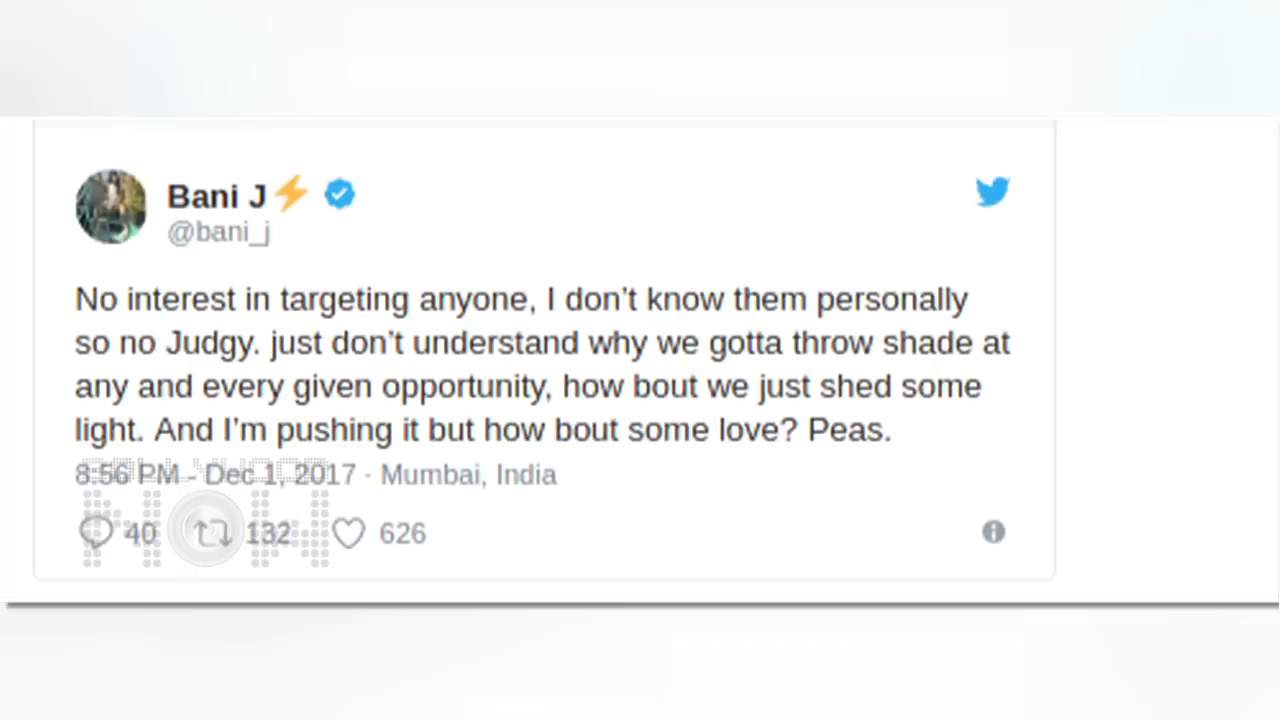 Bani J⚡
@bani_j
No interest in targeting anyone, I don’t know them personally
so no Judgy. just don’t understand why we gotta throw shade at
any and every given opportunity, how bout we just shed some
light. And I’m pushing it but how bout some love? Peas.
8:56 PM - Dec 1, 2017 · Mumbai, India
40 132 626
NOW